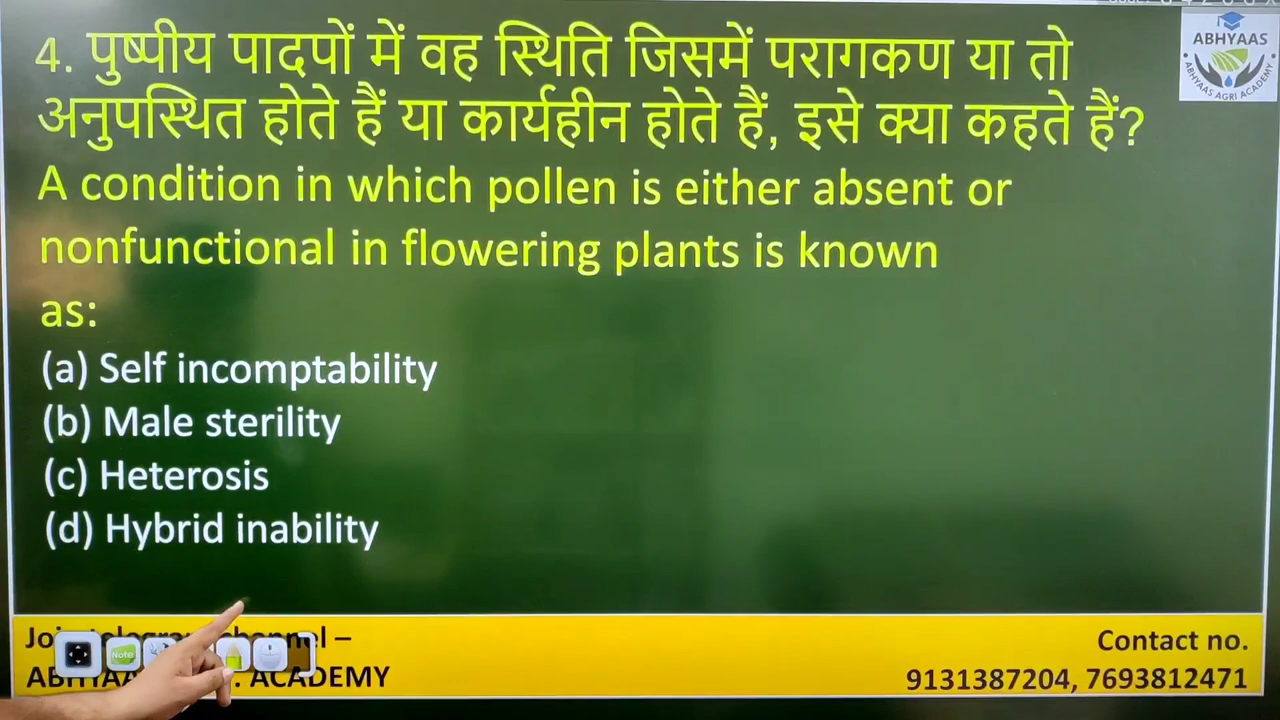 ABHYAAS
ABHYAAS AGRI ACADEMY
4. पुष्पीय पादपों में वह स्थिति जिसमें परागकण या तो
अनुपस्थित होते हैं या कार्यहीन होते हैं, इसे क्या कहते हैं?
A condition in which pollen is either absent or
nonfunctional in flowering plants is known
as:
(a) Self incomptability
(b) Male sterility
(c) Heterosis
(d) Hybrid inability
Note
ACADEMY
Contact no.
9131387204, 7693812471